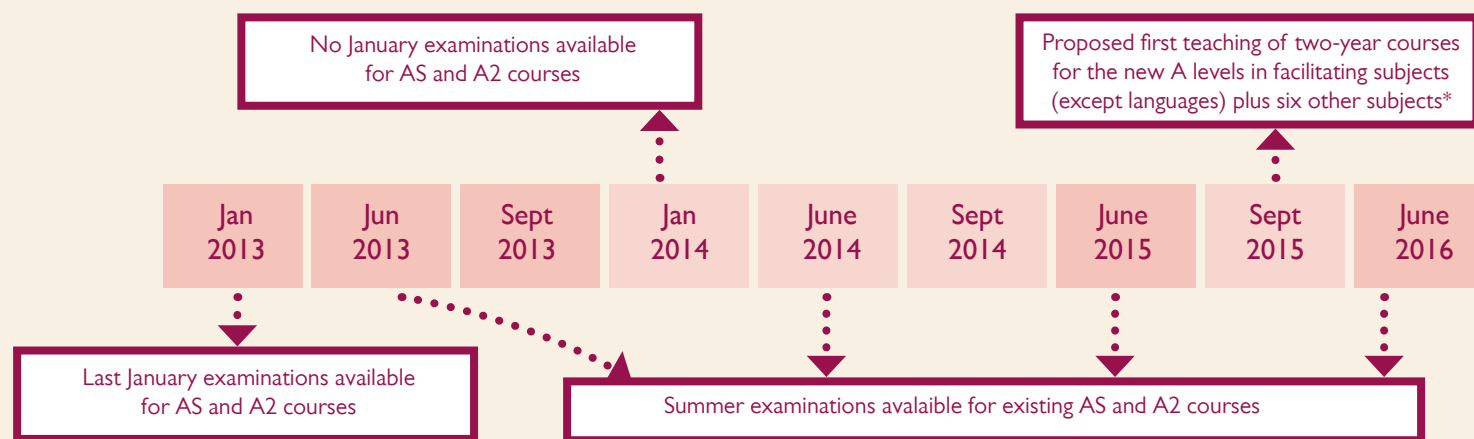 No January examinations available
for AS and A2 courses
Proposed first teaching of two-year courses
for the new A levels in facilitating subjects
(except languages) plus six other subjects*
Jan
2013
Jun
2013
Sept
2013
Jan
2014
June
2014
Sept
2014
June
2015
Sept
2015
June
2016
Last January examinations available
for AS and A2 courses
Summer examinations avalaible for existing AS and A2 courses